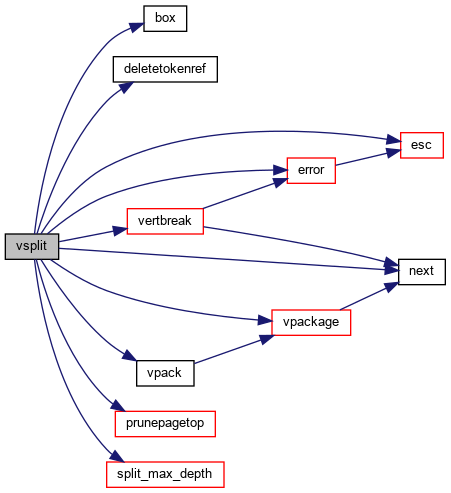 box
deletetokenref
esc
error
vertbreak
vsplit
next
vpackage
vpack
prunepagetop
split_max_depth